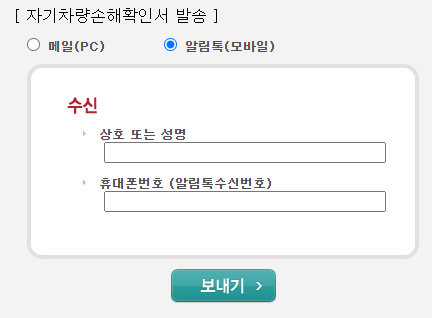 [ 자기차량손해확인서 발송 ]
메일(PC) 알림톡(모바일)
수신
상호 또는 성명
휴대폰번호 (알림톡수신번호)
보내기